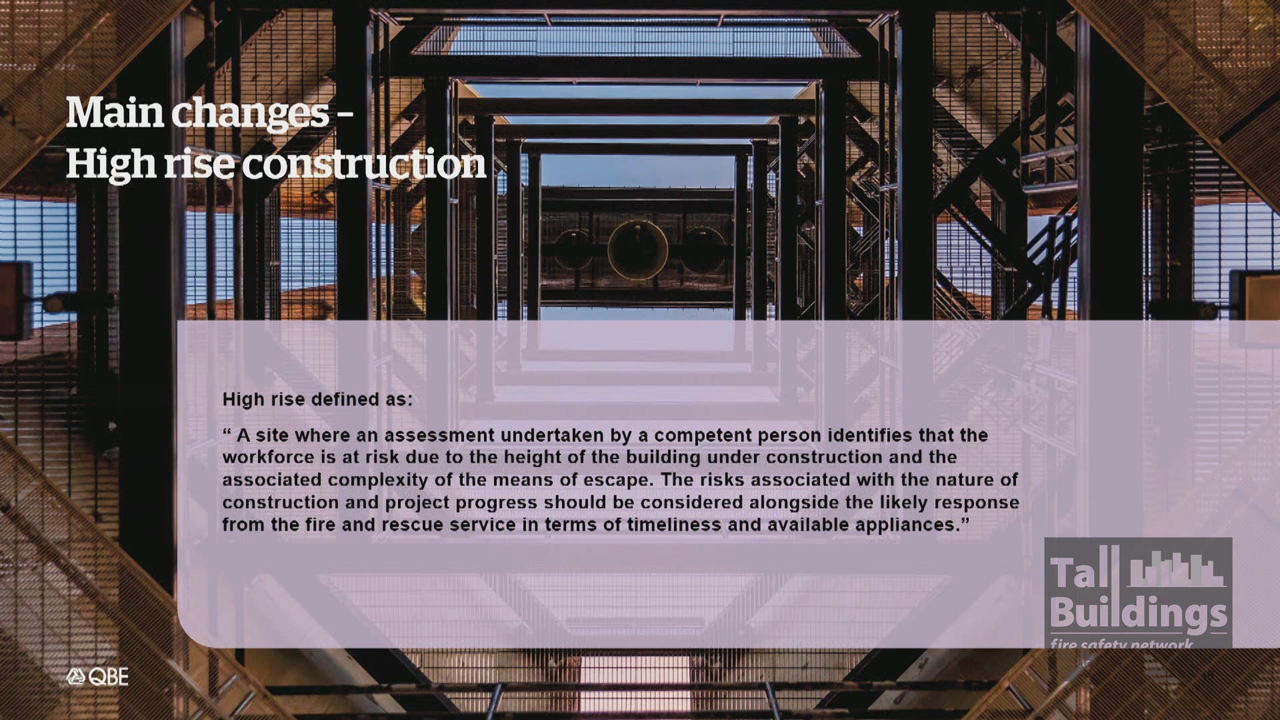 Main changes –
High rise construction
High rise defined as:
“ A site where an assessment undertaken by a competent person identifies that the
workforce is at risk due to the height of the building under construction and the
associated complexity of the means of escape. The risks associated with the nature of
construction and project progress should be considered alongside the likely response
from the fire and rescue service in terms of timeliness and available appliances.”
Tall
Buildings
fire safety network
QBE